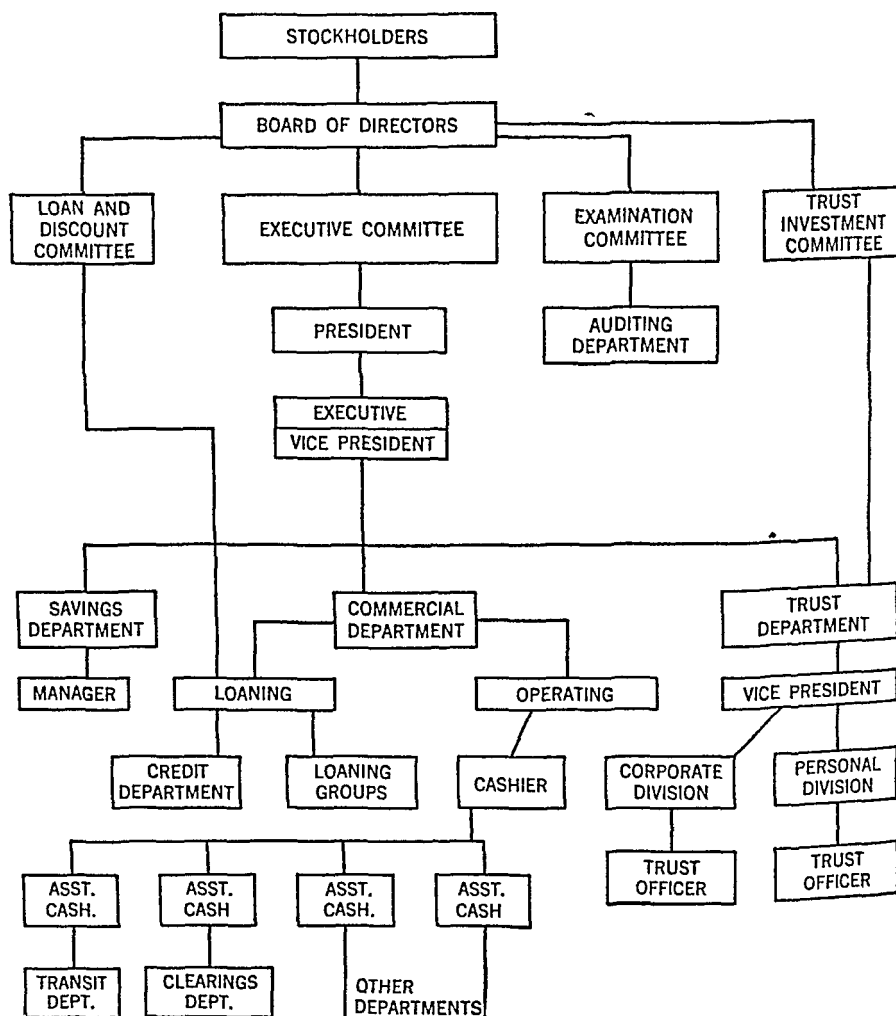 STOCKHOLDERS
BOARD OF DIRECTORS
LOAN AND
DISCOUNT
COMMITTEE
EXECUTIVE COMMITTEE
EXAMINATION
COMMITTEE
TRUST
INVESTMENT
COMMITTEE
PRESIDENT
AUDITING
DEPARTMENT
EXECUTIVE
VICE PRESIDENT
SAVINGS
DEPARTMENT
COMMERCIAL
DEPARTMENT
TRUST
DEPARTMENT
MANAGER
LOANING
OPERATING
VICE PRESIDENT
CREDIT
DEPARTMENT
LOANING
GROUPS
CASHIER
CORPORATE
DIVISION
PERSONAL
DIVISION
TRUST
OFFICER
TRUST
OFFICER
ASST.
CASH.
ASST.
CASH
ASST.
CASH.
ASST.
CASH
TRANSIT
DEPT.
CLEARINGS
DEPT.
OTHER
DEPARTMENTS